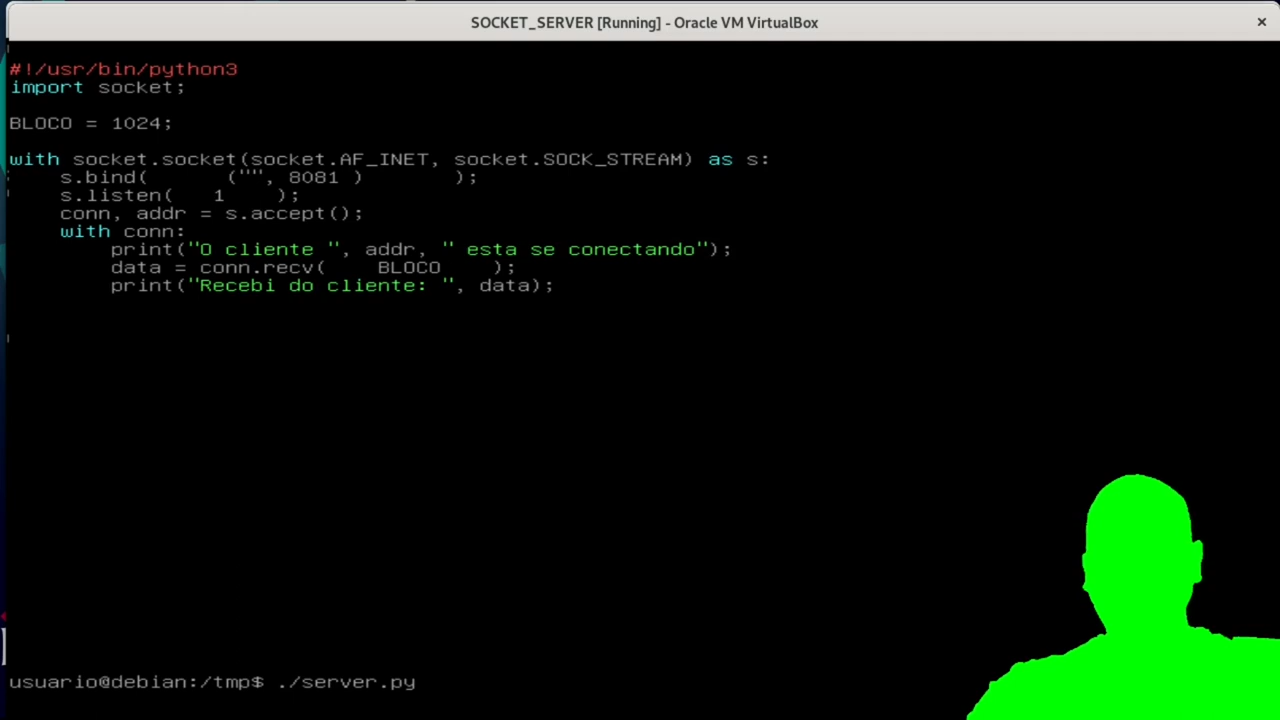 SOCKET_SERVER [Running] - Oracle VM VirtualBox
×
#!/usr/bin/python3
import socket;
BLOCO = 1024;
with socket.socket(socket.AF_INET, socket.SOCK_STREAM) as s:
    s.bind(      ("", 8081 )       );
    s.listen(   1    );
    conn, addr = s.accept();
    with conn:
        print("O cliente ", addr, " esta se conectando");
        data = conn.recv(    BLOCO    );
        print("Recebi do cliente: ", data);
usuario@debian:/tmp$ ./server.py